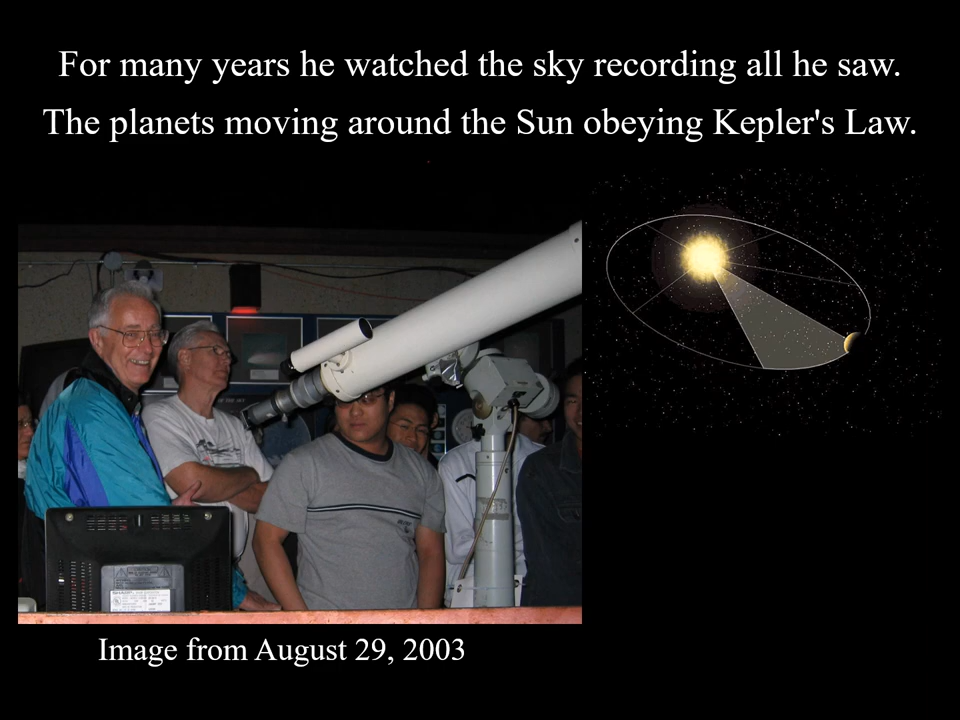 For many years he watched the sky recording all he saw.
The planets moving around the Sun obeying Kepler's Law.
Image from August 29, 2003